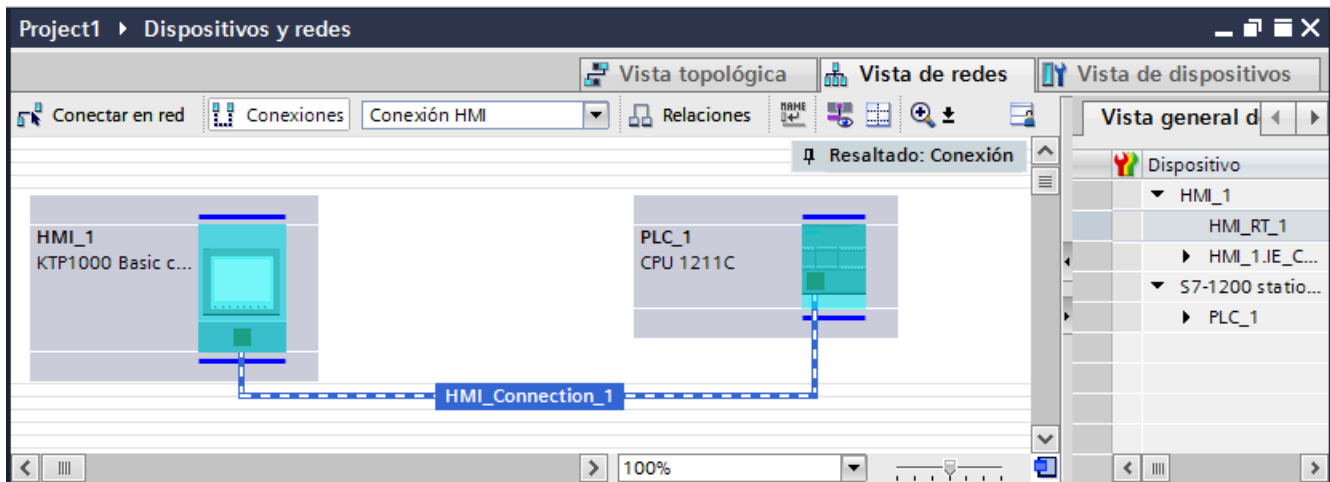 Project1 ▸ Dispositivos y redes
Vista topológica Vista de redes Vista de dispositivos
Conectar en red Conexiones Conexión HMI Relaciones NAME Vista general d
Resaltado: Conexión
Dispositivo
HMI_1
HMI_RT_1
HMI_1.IE_C...
S7-1200 statio...
PLC_1
HMI_1
KTP1000 Basic c...
PLC_1
CPU 1211C
HMI_Connection_1
100%